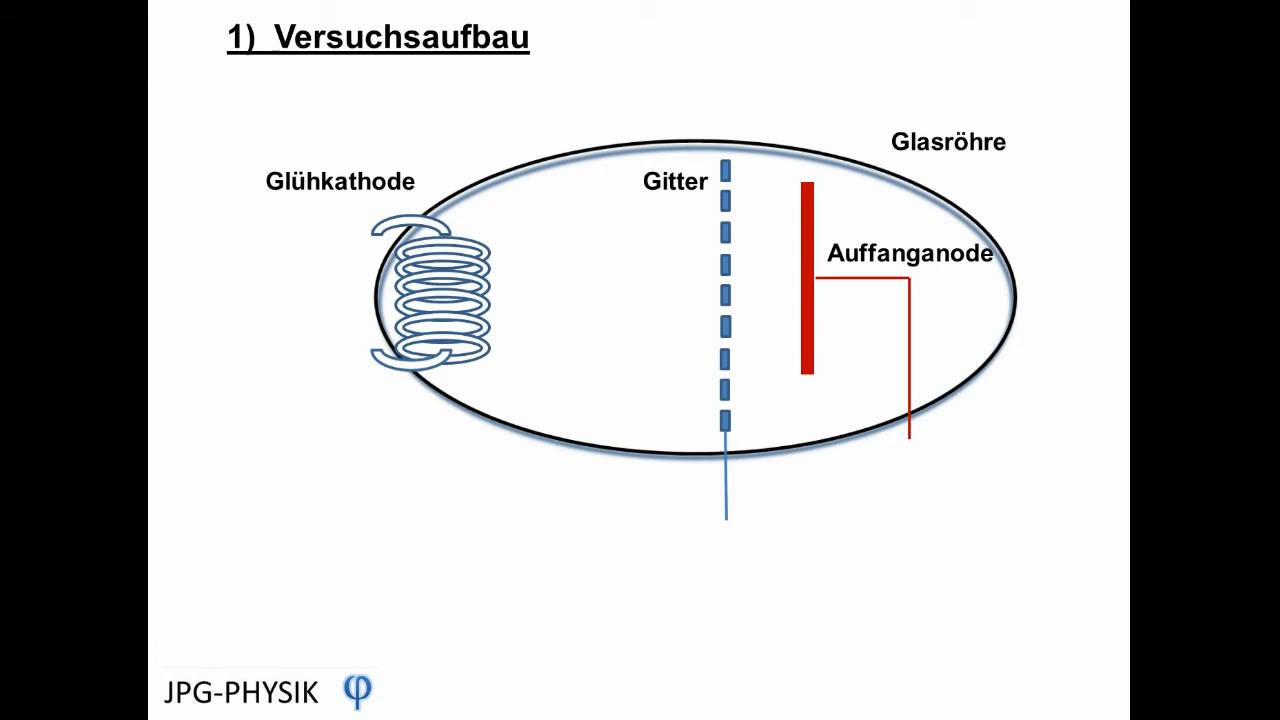 1) Versuchsaufbau
Glasröhre
Glühkathode
Gitter
Auffanganode
JPG-PHYSIK φ